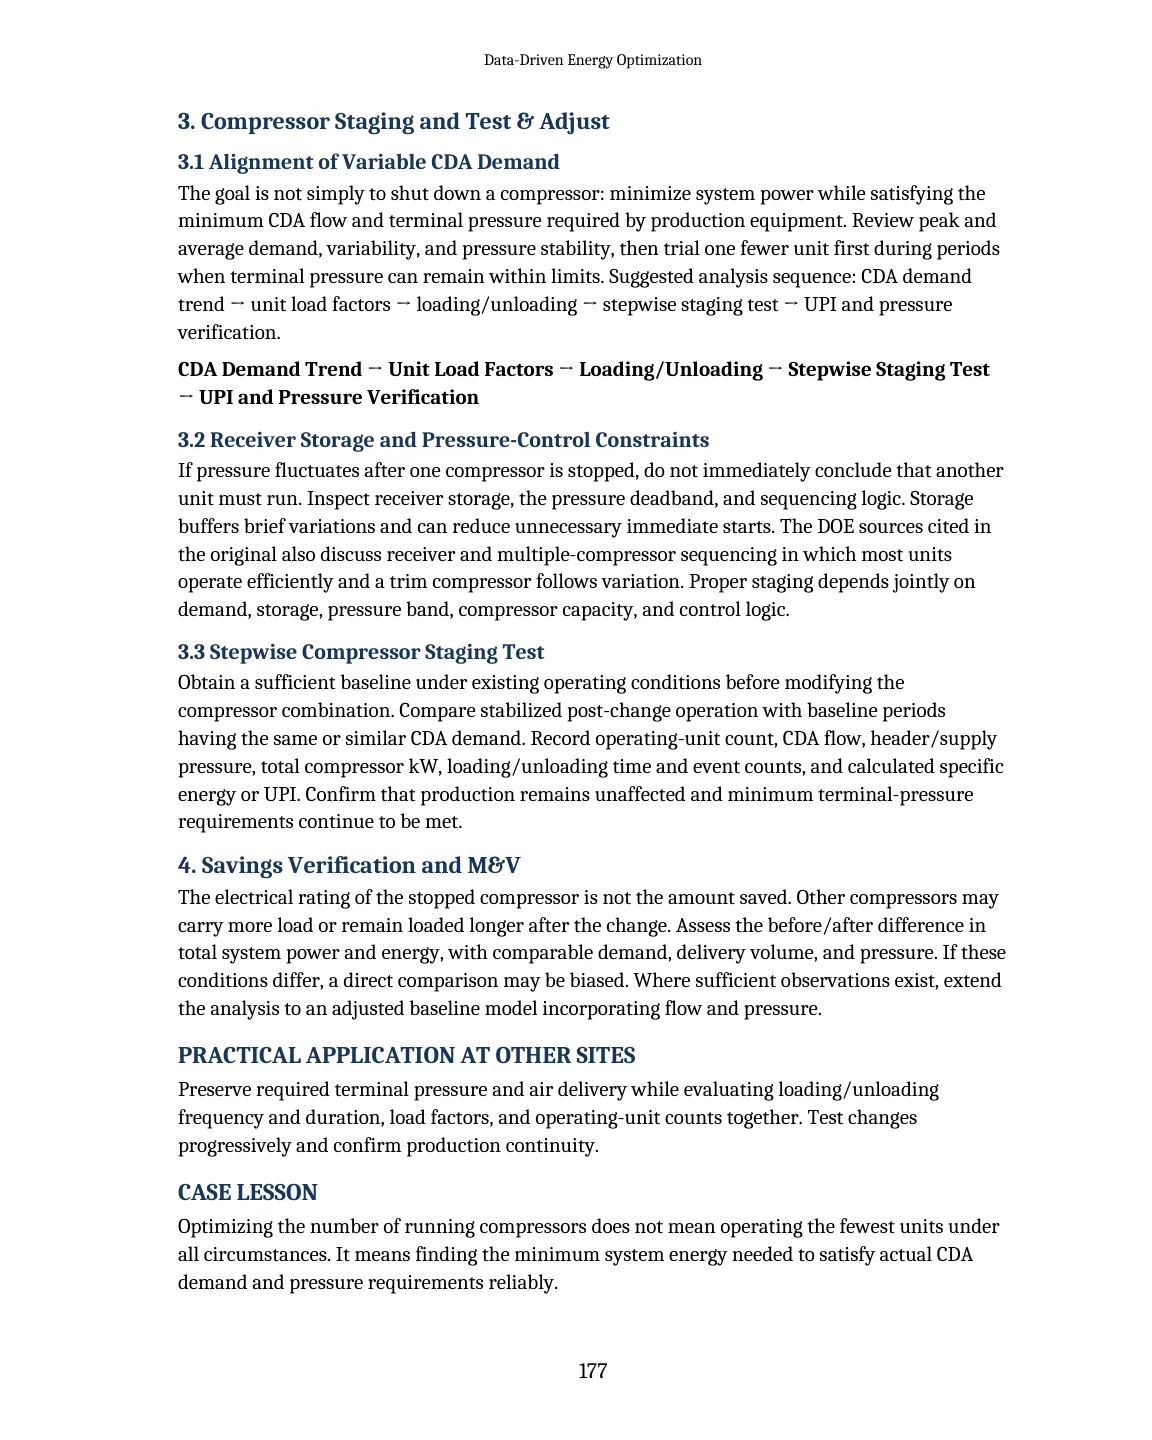 Data-Driven Energy Optimization
3. Compressor Staging and Test & Adjust
3.1 Alignment of Variable CDA Demand
The goal is not simply to shut down a compressor: minimize system power while satisfying the
minimum CDA flow and terminal pressure required by production equipment. Review peak and
average demand, variability, and pressure stability, then trial one fewer unit first during periods
when terminal pressure can remain within limits. Suggested analysis sequence: CDA demand
trend → unit load factors → loading/unloading → stepwise staging test → UPI and pressure
verification.
CDA Demand Trend → Unit Load Factors → Loading/Unloading → Stepwise Staging Test
→ UPI and Pressure Verification
3.2 Receiver Storage and Pressure-Control Constraints
If pressure fluctuates after one compressor is stopped, do not immediately conclude that another
unit must run. Inspect receiver storage, the pressure deadband, and sequencing logic. Storage
buffers brief variations and can reduce unnecessary immediate starts. The DOE sources cited in
the original also discuss receiver and multiple-compressor sequencing in which most units
operate efficiently and a trim compressor follows variation. Proper staging depends jointly on
demand, storage, pressure band, compressor capacity, and control logic.
3.3 Stepwise Compressor Staging Test
Obtain a sufficient baseline under existing operating conditions before modifying the
compressor combination. Compare stabilized post-change operation with baseline periods
having the same or similar CDA demand. Record operating-unit count, CDA flow, header/supply
pressure, total compressor kW, loading/unloading time and event counts, and calculated specific
energy or UPI. Confirm that production remains unaffected and minimum terminal-pressure
requirements continue to be met.
4. Savings Verification and M&V
The electrical rating of the stopped compressor is not the amount saved. Other compressors may
carry more load or remain loaded longer after the change. Assess the before/after difference in
total system power and energy, with comparable demand, delivery volume, and pressure. If these
conditions differ, a direct comparison may be biased. Where sufficient observations exist, extend
the analysis to an adjusted baseline model incorporating flow and pressure.
PRACTICAL APPLICATION AT OTHER SITES
Preserve required terminal pressure and air delivery while evaluating loading/unloading
frequency and duration, load factors, and operating-unit counts together. Test changes
progressively and confirm production continuity.
CASE LESSON
Optimizing the number of running compressors does not mean operating the fewest units under
all circumstances. It means finding the minimum system energy needed to satisfy actual CDA
demand and pressure requirements reliably.
177